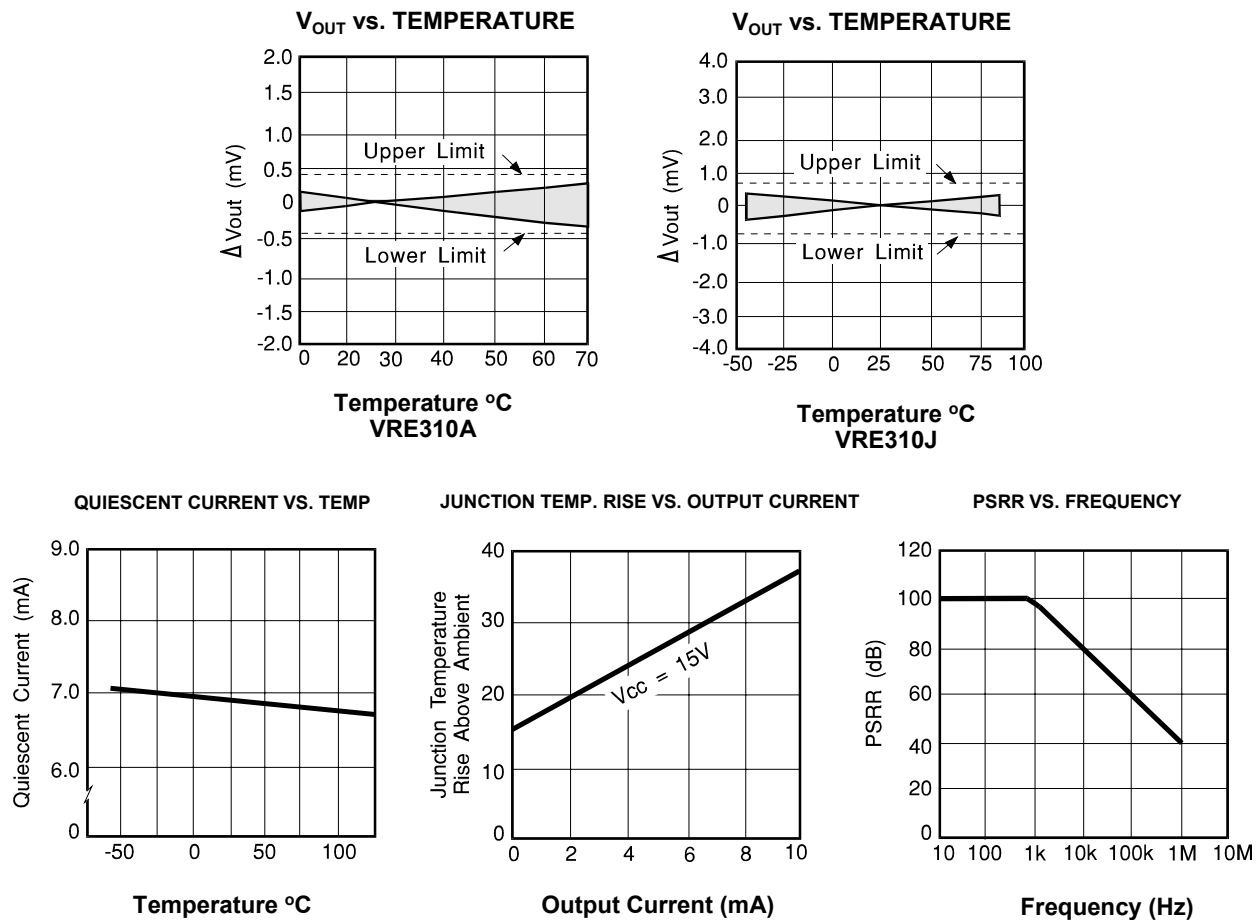 V_OUT vs. TEMPERATURE
2.0
1.5
1.0
0.5
0
-0.5
-1.0
-1.5
-2.0
Δ Vout (mV)
Upper Limit
Lower Limit
0 20 30 40 50 60 70
Temperature ºC
VRE310A
V_OUT vs. TEMPERATURE
4.0
3.0
2.0
1.0
0
-1.0
-2.0
-3.0
-4.0
Δ Vout (mV)
Upper Limit
Lower Limit
-50 -25 0 25 50 75 100
Temperature ºC
VRE310J
QUIESCENT CURRENT VS. TEMP
9.0
8.0
7.0
6.0
0
Quiescent Current (mA)
-50 0 50 100
Temperature ºC
JUNCTION TEMP. RISE VS. OUTPUT CURRENT
40
30
20
10
0
Junction Temperature
Rise Above Ambient
Vcc = 15V
0 2 4 6 8 10
Output Current (mA)
PSRR VS. FREQUENCY
120
100
80
60
40
20
0
PSRR (dB)
10 100 1k 10k 100k 1M 10M
Frequency (Hz)